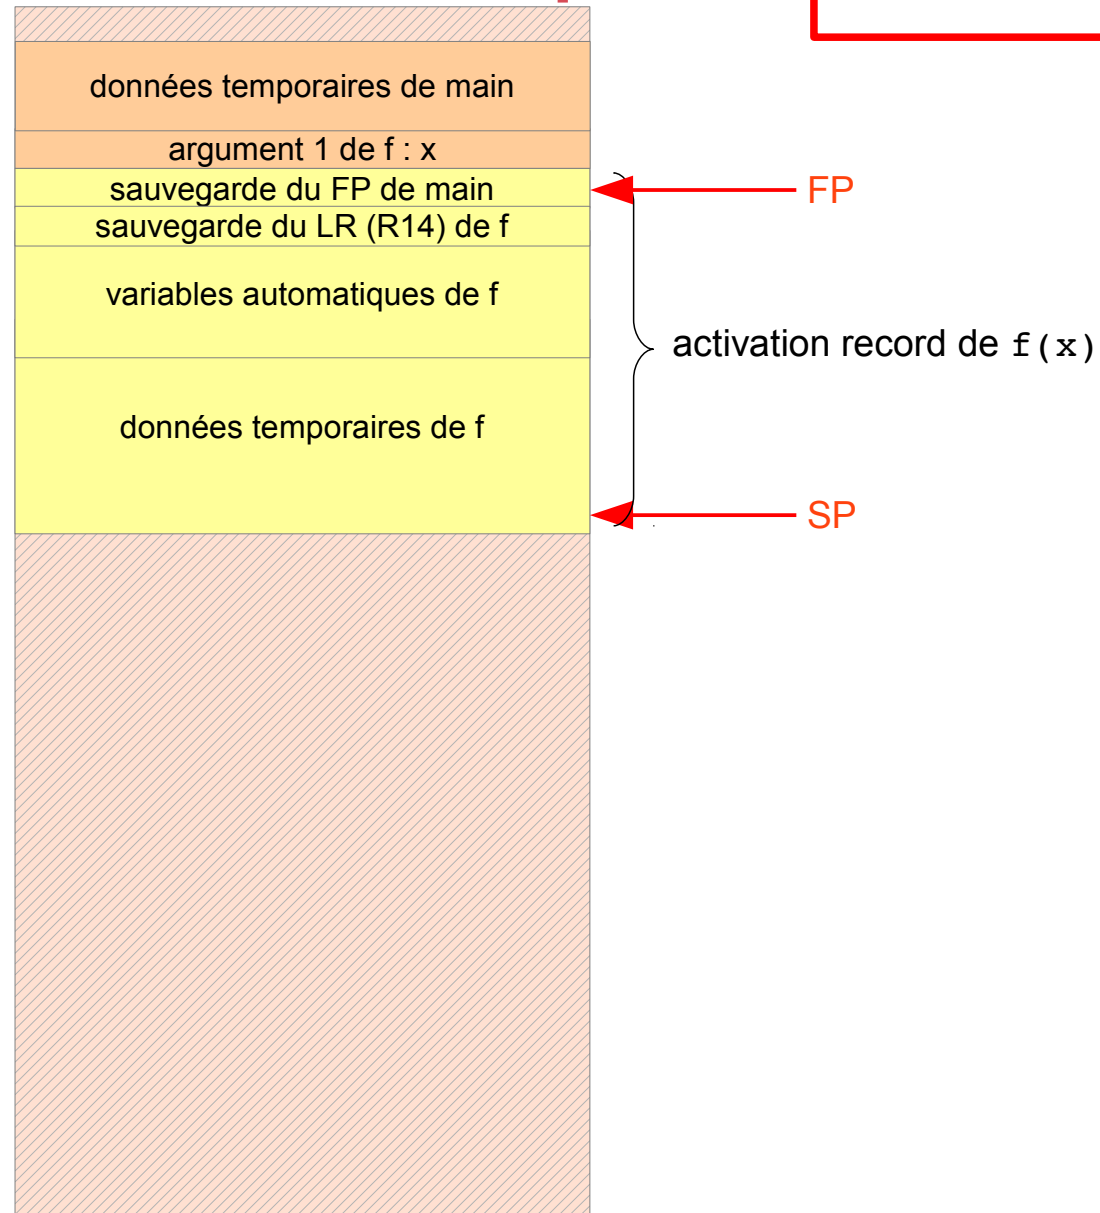 données temporaires de main
argument 1 de f : x
sauvegarde du FP de main
FP
sauvegarde du LR (R14) de f
variables automatiques de f
activation record de f(x)
données temporaires de f
SP